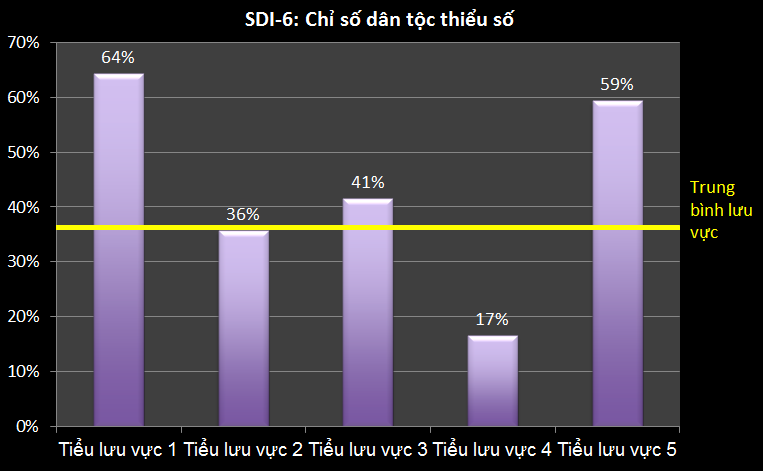 SDI-6: Chỉ số dân tộc thiểu số
70%
60%
50%
40%
30%
20%
10%
0%
64%
36%
41%
17%
59%
Trung
bình lưu
vực
Tiểu lưu vực 1
Tiểu lưu vực 2
Tiểu lưu vực 3
Tiểu lưu vực 4
Tiểu lưu vực 5